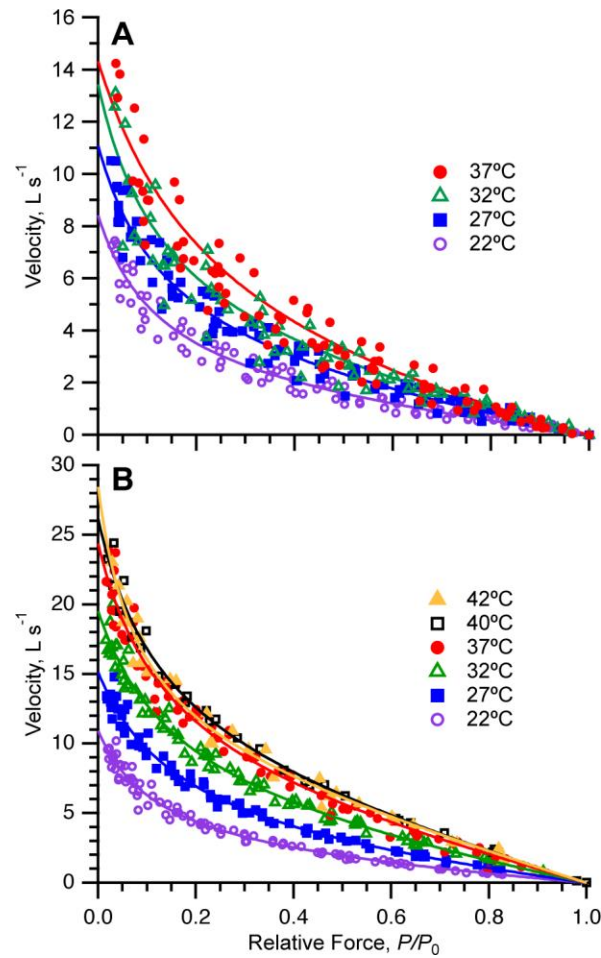 A
16
14
12
10
8
6
4
2
0
Velocity, L s⁻¹
37ºC
32ºC
27ºC
22ºC
B
30
25
20
15
10
5
0
Velocity, L s⁻¹
42ºC
40ºC
37ºC
32ºC
27ºC
22ºC
0.0 0.2 0.4 0.6 0.8 1.0
Relative Force, P/P₀